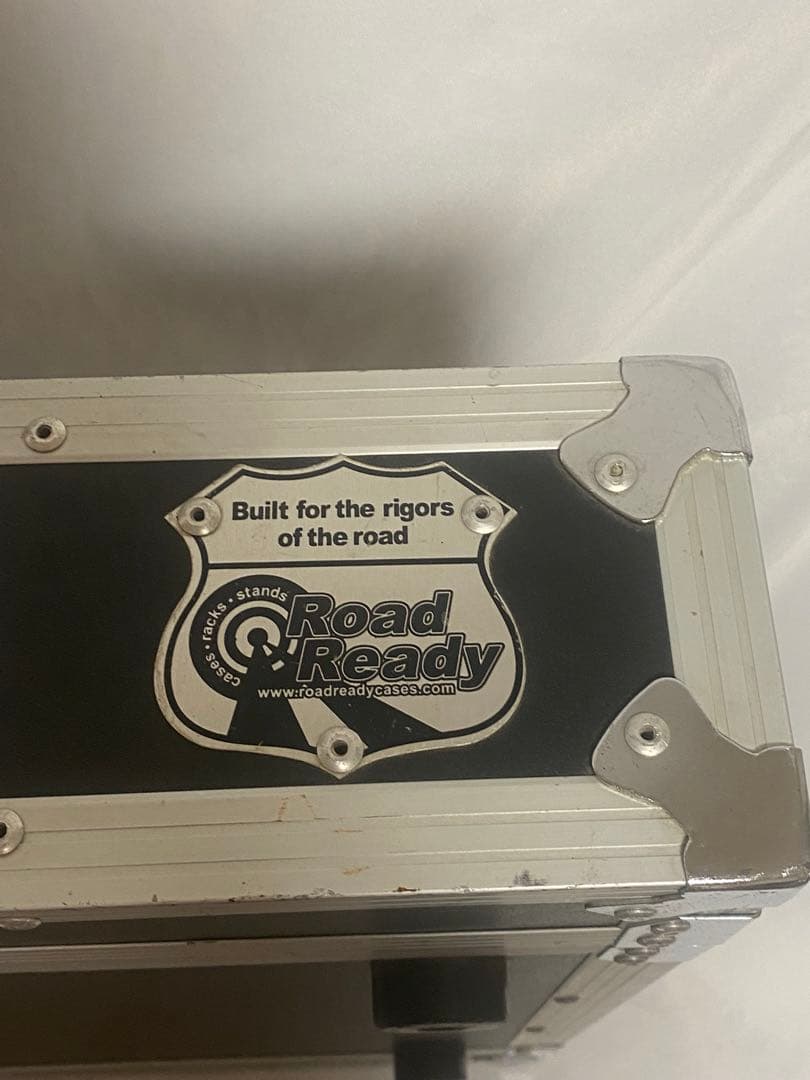 Built for the rigors
of the road
cases • racks • stands
Road
Ready
www.roadreadycases.com